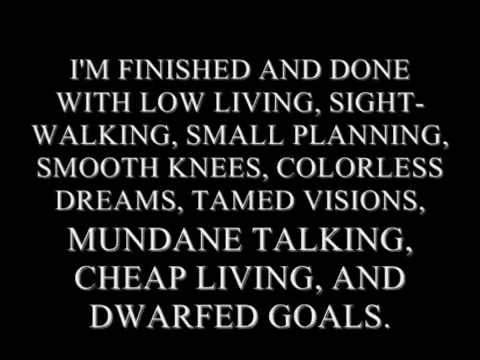 I'M FINISHED AND DONE
WITH LOW LIVING, SIGHT-
WALKING, SMALL PLANNING,
SMOOTH KNEES, COLORLESS
DREAMS, TAMED VISIONS,
MUNDANE TALKING,
CHEAP LIVING, AND
DWARFED GOALS.